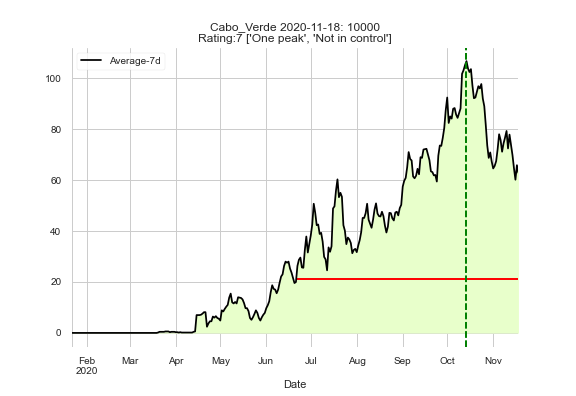 Cabo_Verde 2020-11-18: 10000
Rating:7 ['One peak', 'Not in control']
Average-7d
100
80
60
40
20
0
Feb Mar Apr May Jun Jul Aug Sep Oct Nov
2020
Date